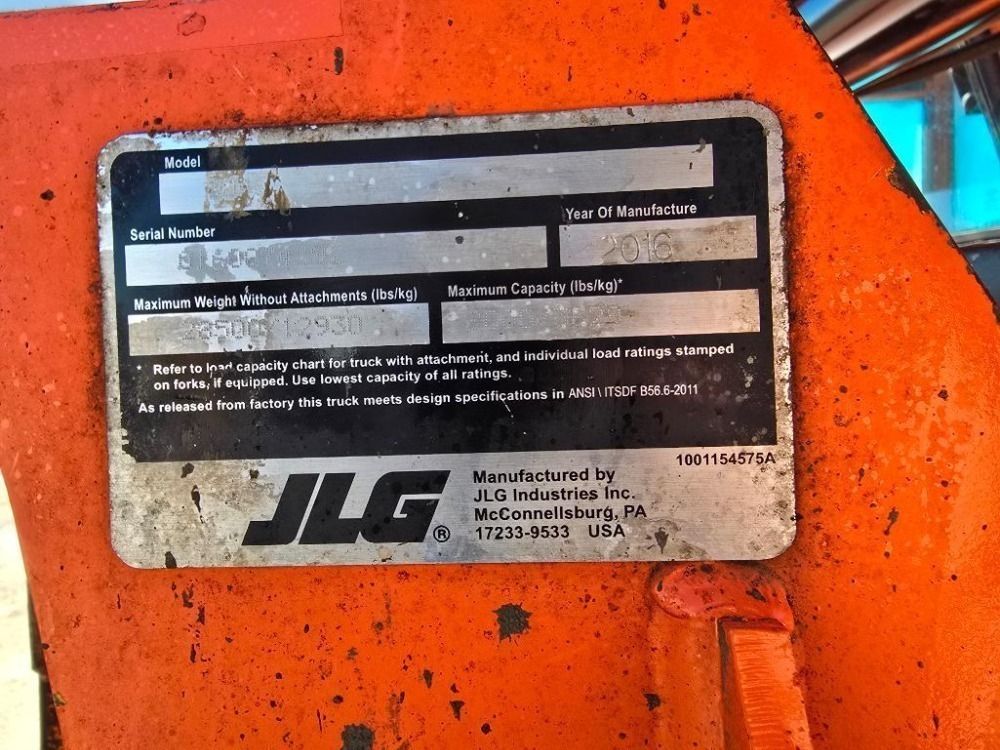 Model
Serial Number
Year Of Manufacture
2016
Maximum Weight Without Attachments (lbs/kg)
Maximum Capacity (lbs/kg)*
28500/12930
* Refer to load capacity chart for truck with attachment, and individual load ratings stamped
on forks, if equipped. Use lowest capacity of all ratings.
As released from factory this truck meets design specifications in ANSI \ ITSDF B56.6-2011
1001154575A
JLG®
Manufactured by
JLG Industries Inc.
McConnellsburg, PA
17233-9533 USA